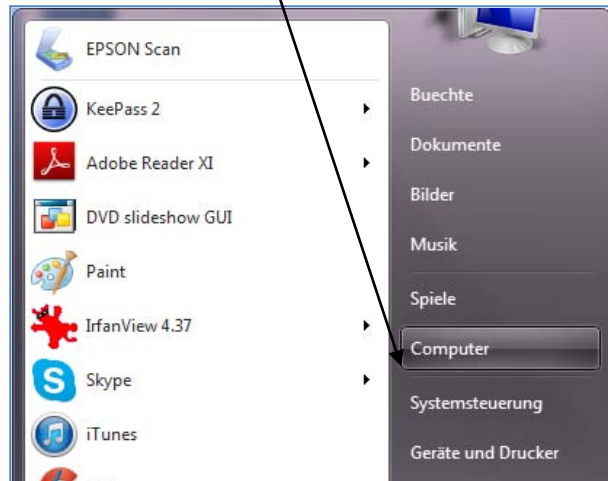 EPSON Scan
KeePass 2
Adobe Reader XI
DVD slideshow GUI
Paint
IrfanView 4.37
Skype
iTunes
Buechte
Dokumente
Bilder
Musik
Spiele
Computer
Systemsteuerung
Geräte und Drucker